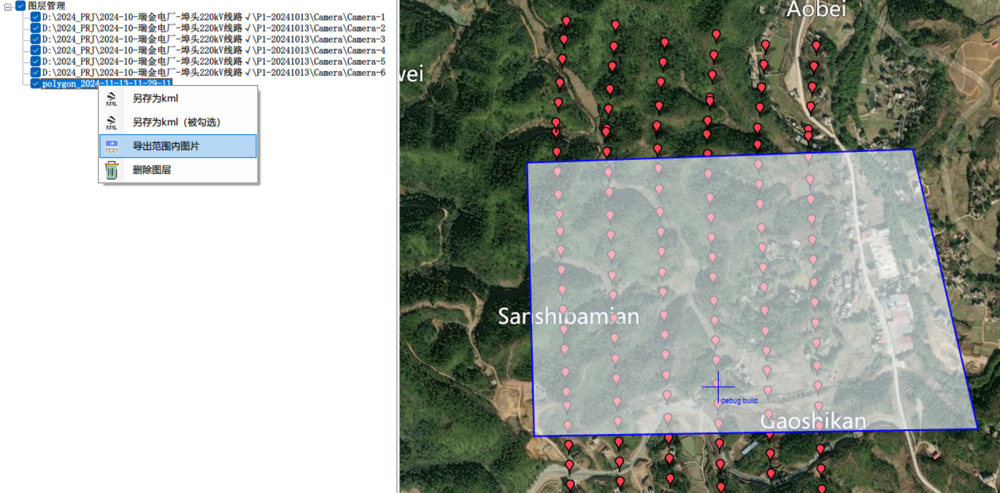 图层管理
D:\2024_PRJ\2024-10-瑞金电厂-埠头220kV线路√\P1-20241013\Camera\Camera-1
D:\2024_PRJ\2024-10-瑞金电厂-埠头220kV线路√\P1-20241013\Camera\Camera-2
D:\2024_PRJ\2024-10-瑞金电厂-埠头220kV线路√\P1-20241013\Camera\Camera-3
D:\2024_PRJ\2024-10-瑞金电厂-埠头220kV线路√\P1-20241013\Camera\Camera-4
D:\2024_PRJ\2024-10-瑞金电厂-埠头220kV线路√\P1-20241013\Camera\Camera-5
D:\2024_PRJ\2024-10-瑞金电厂-埠头220kV线路√\P1-20241013\Camera\Camera-6
polygon_2024-11-13-11-29-11
KML 另存为kml
KML 另存为kml（被勾选）
导出范围内图片
删除图层
Aobei
wei
Sanshibamian
debug build
Gaoshikan